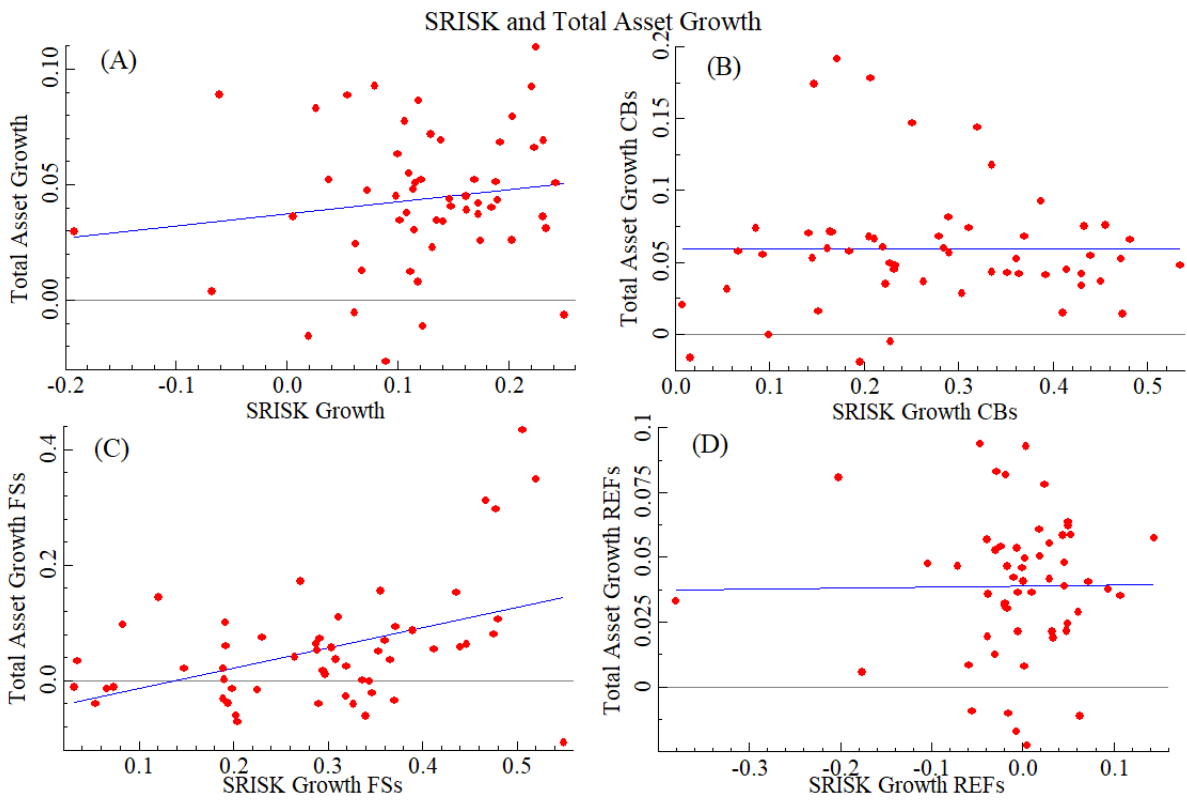 SRISK and Total Asset Growth
(A)
Total Asset Growth
0.10
0.05
0.00
-0.2 -0.1 0.0 0.1 0.2
SRISK Growth
(B)
Total Asset Growth CBs
0.2
0.15
0.1
0.05
0
0.0 0.1 0.2 0.3 0.4 0.5
SRISK Growth CBs
(C)
Total Asset Growth FSs
0.4
0.2
0.0
0.1 0.2 0.3 0.4 0.5
SRISK Growth FSs
(D)
Total Asset Growth REFs
0.1
0.075
0.05
0.025
0
-0.3 -0.2 -0.1 0.0 0.1
SRISK Growth REFs